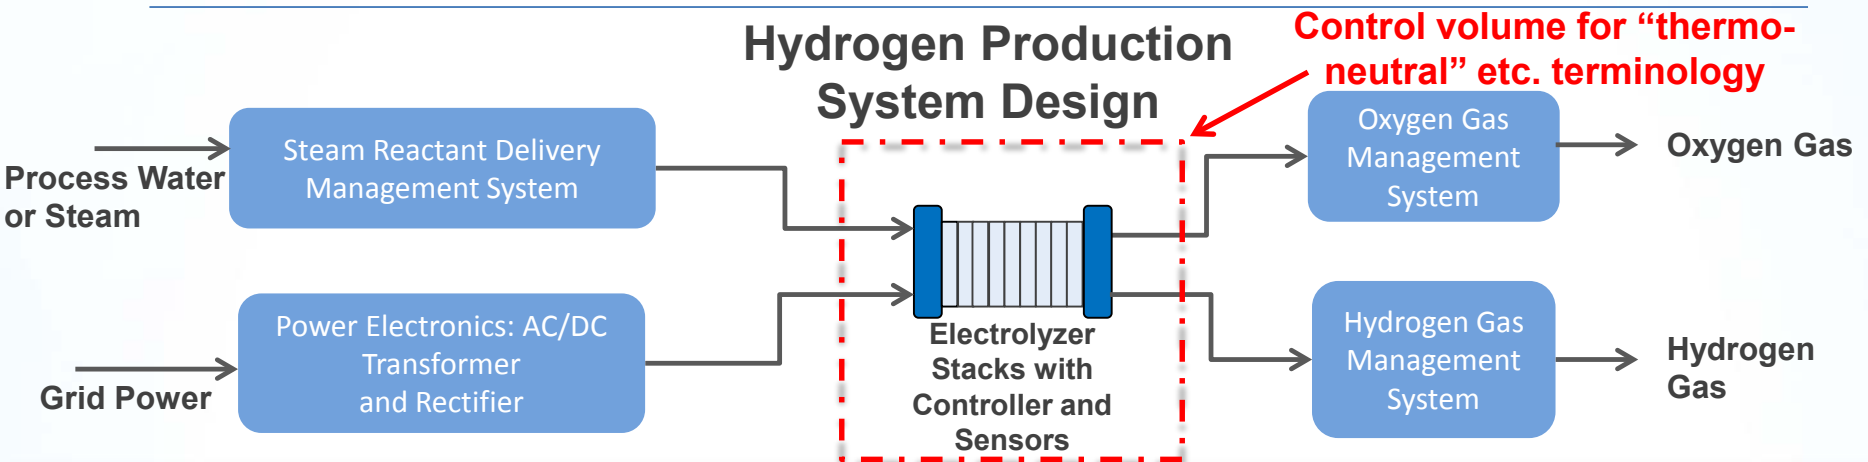 Hydrogen Production
System Design
Control volume for “thermo-
neutral” etc. terminology
Process Water
or Steam
Steam Reactant Delivery
Management System
Oxygen Gas
Management
System
Oxygen Gas
Grid Power
Power Electronics: AC/DC
Transformer
and Rectifier
Electrolyzer
Stacks with
Controller and
Sensors
Hydrogen Gas
Management
System
Hydrogen
Gas